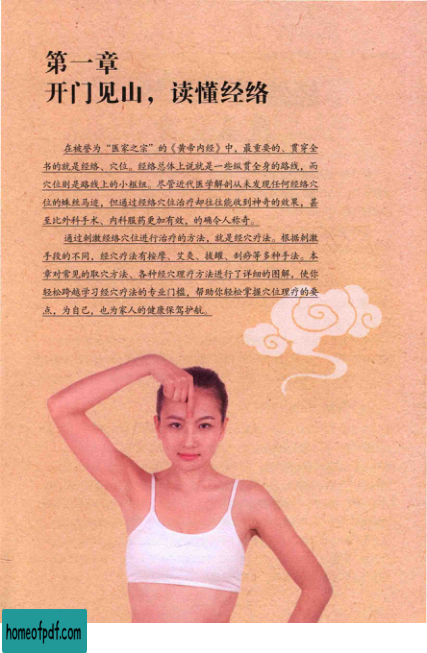 第一章
开门见山，读懂经络
在被誉为“医家之宗”的《黄帝内经》中，最重要的、贯穿全
书的就是经络、穴位。经络总体上说就是一些纵贯全身的路线，而
穴位则是路线上的小枢纽。尽管近代医学解剖从未发现任何经络穴
位的蛛丝马迹，但通过经络穴位治疗却往往能收到神奇的效果，甚
至比外科手术、内科服药更加有效，的确令人称奇。
通过刺激经络穴位进行治疗的方法，就是经穴疗法。根据刺激
手段的不同，经穴疗法有按摩、艾灸、拔罐、刮痧等多种手法。本
章对常见的取穴方法、各种经穴理疗方法进行了详细的图解，使你
轻松跨越学习经穴疗法的专业门槛，帮助你轻松掌握穴位理疗的要
点，为自己，也为家人的健康保驾护航。
homeofpdf.com